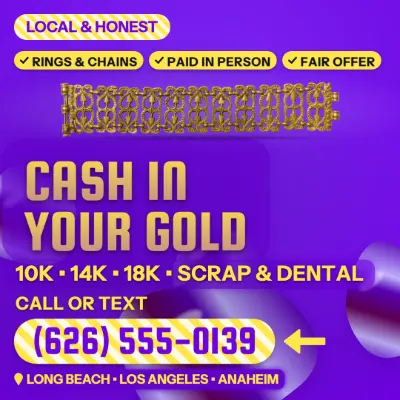 LOCAL & HONEST
✓ RINGS & CHAINS ✓ PAID IN PERSON ✓ FAIR OFFER
CASH IN
YOUR GOLD
10K ▪ 14K ▪ 18K ▪ SCRAP & DENTAL
CALL OR TEXT
(626) 555-0139
LONG BEACH ▪ LOS ANGELES ▪ ANAHEIM